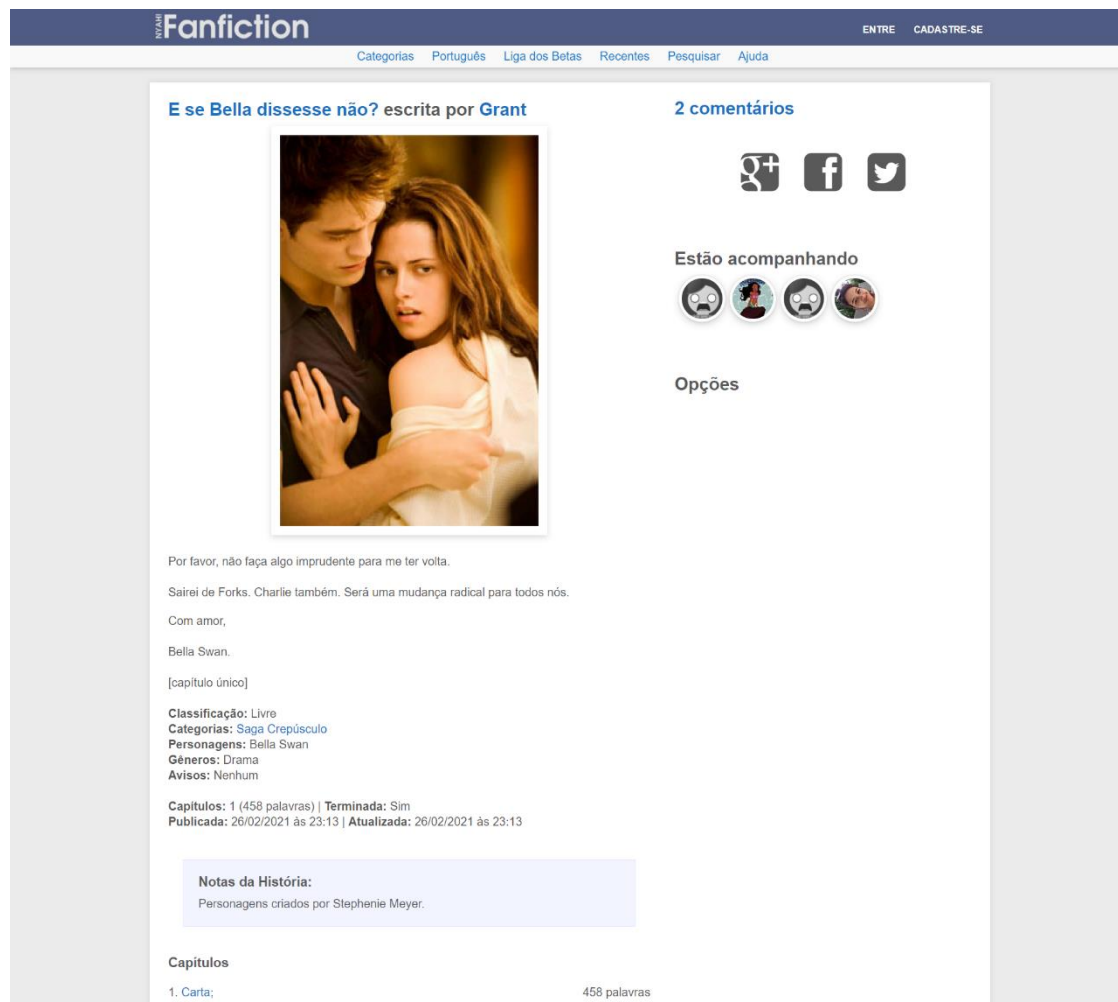 NYAH! Fanfiction
ENTRE CADASTRE-SE
Categorias Português Liga dos Betas Recentes Pesquisar Ajuda
E se Bella dissesse não? escrita por Grant
Por favor, não faça algo imprudente para me ter volta.
Sairei de Forks. Charlie também. Será uma mudança radical para todos nós.
Com amor,
Bella Swan.
[capítulo único]
Classificação: Livre
Categorias: Saga Crepúsculo
Personagens: Bella Swan
Gêneros: Drama
Avisos: Nenhum
Capítulos: 1 (458 palavras) | Terminada: Sim
Publicada: 26/02/2021 às 23:13 | Atualizada: 26/02/2021 às 23:13
Notas da História:
Personagens criados por Stephenie Meyer.
Capítulos
1. Carta; 458 palavras
2 comentários
g+ f
Estão acompanhando
Opções